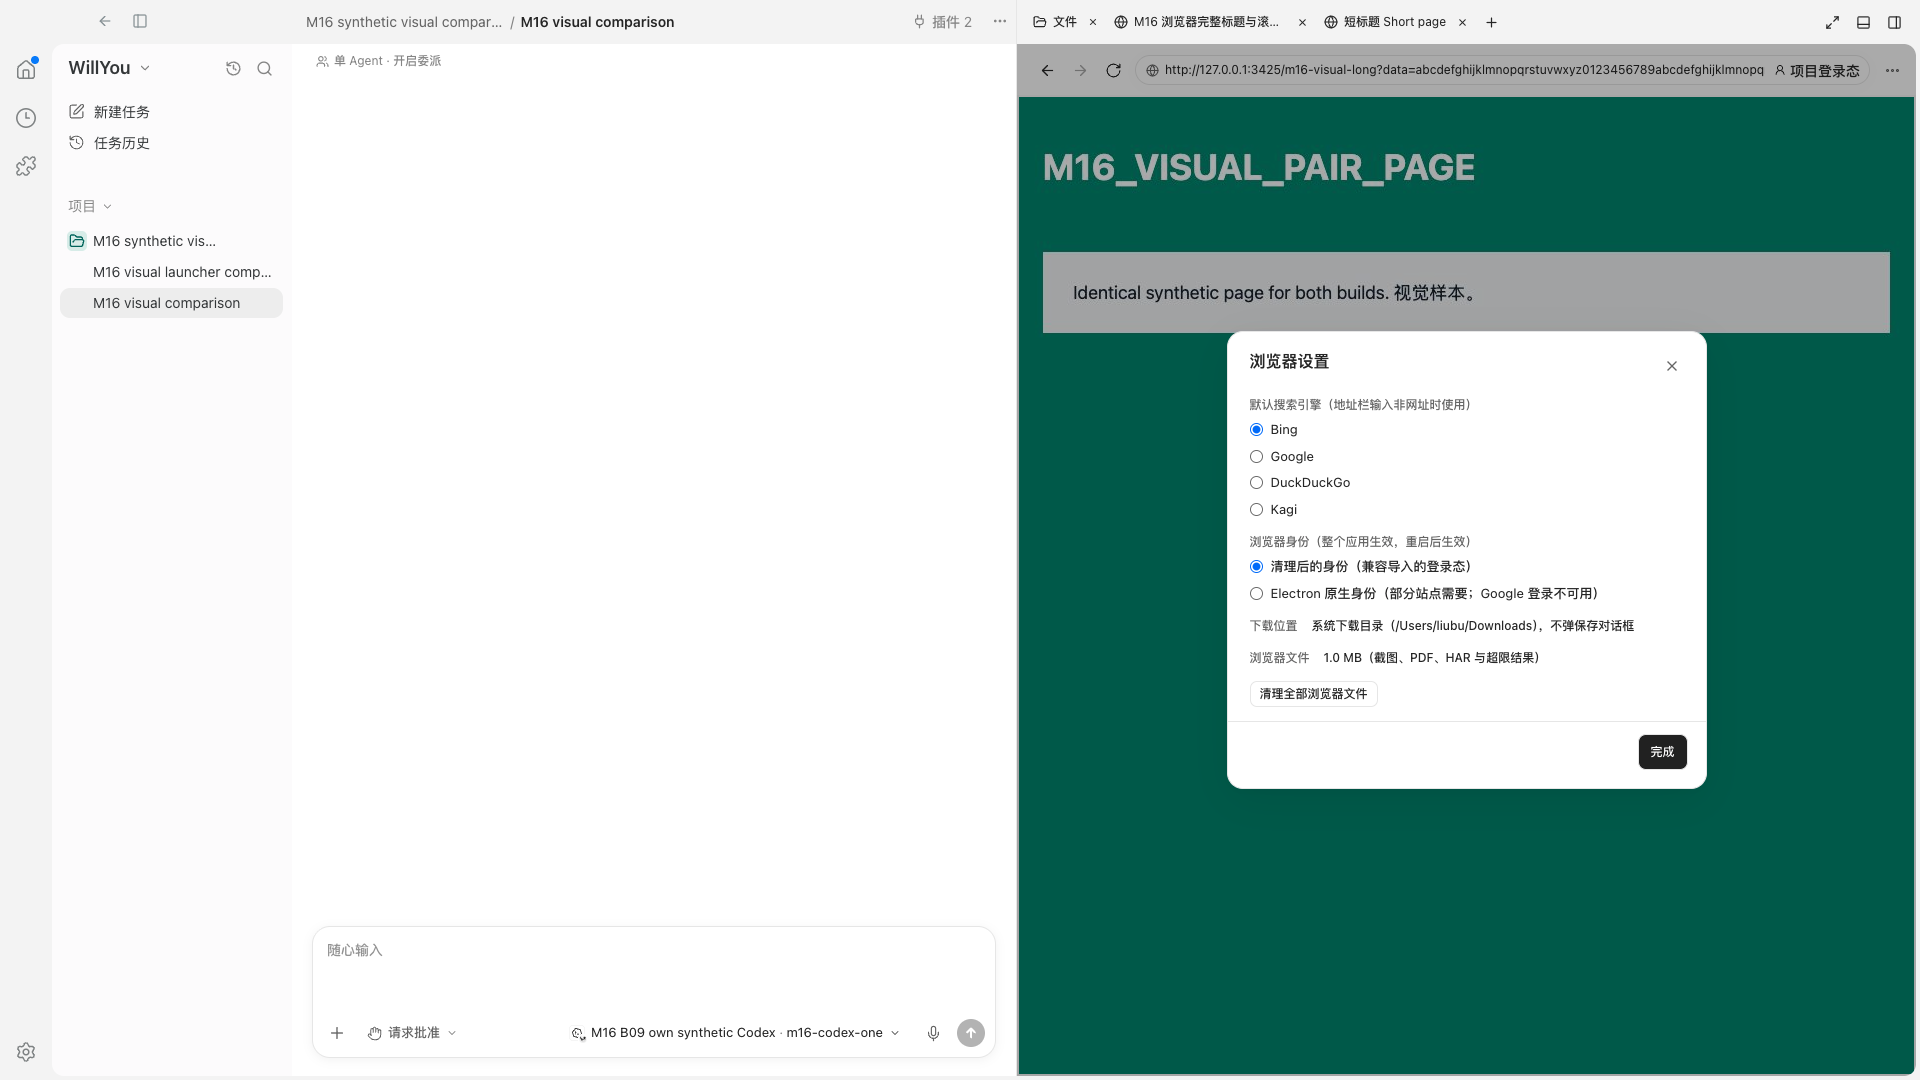 M16 synthetic visual compar... / M16 visual comparison
插件 2
文件
M16 浏览器完整标题与滚...
短标题 Short page
WillYou
单 Agent · 开启委派
新建任务
任务历史
项目
M16 synthetic vis...
M16 visual launcher comp...
M16 visual comparison
http://127.0.0.1:3425/m16-visual-long?data=abcdefghijklmnopqrstuvwxyz0123456789abcdefghijklmnopq
项目登录态
M16_VISUAL_PAIR_PAGE
Identical synthetic page for both builds. 视觉样本。
浏览器设置
默认搜索引擎（地址栏输入非网址时使用）
Bing
Google
DuckDuckGo
Kagi
浏览器身份（整个应用生效，重启后生效）
清理后的身份（兼容导入的登录态）
Electron 原生身份（部分站点需要；Google 登录不可用）
下载位置 系统下载目录（/Users/liubu/Downloads），不弹保存对话框
浏览器文件 1.0 MB（截图、PDF、HAR 与超限结果）
清理全部浏览器文件
完成
随心输入
请求批准
M16 B09 own synthetic Codex · m16-codex-one